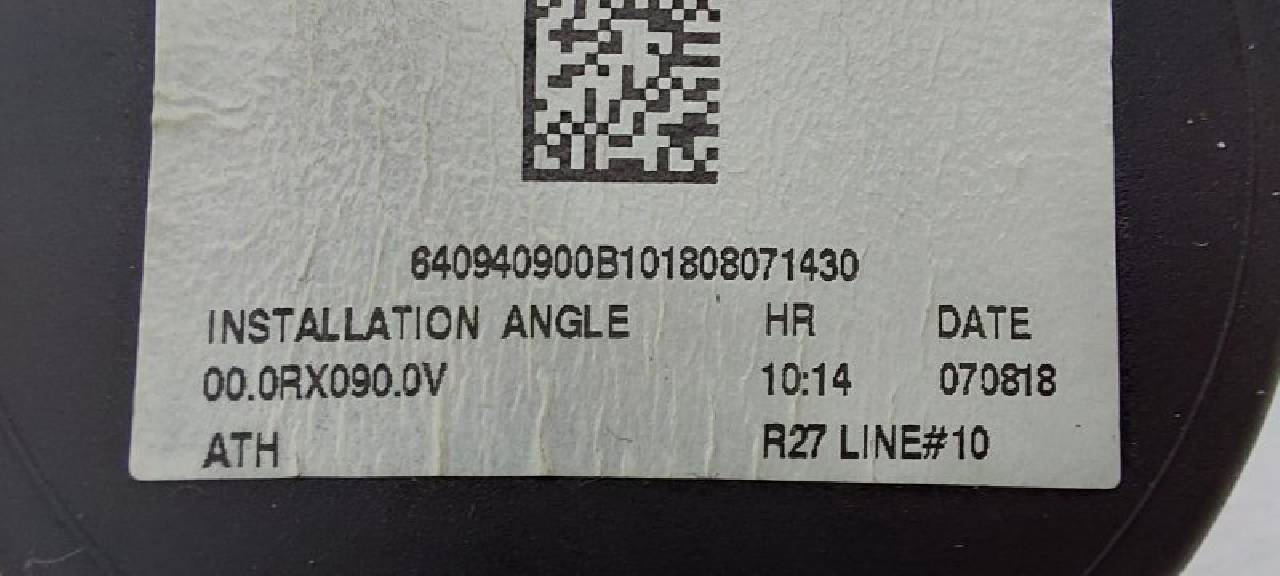 640940900B101808071430
INSTALLATION ANGLE HR DATE
00.0RX090.0V 10:14 070818
ATH R27 LINE#10